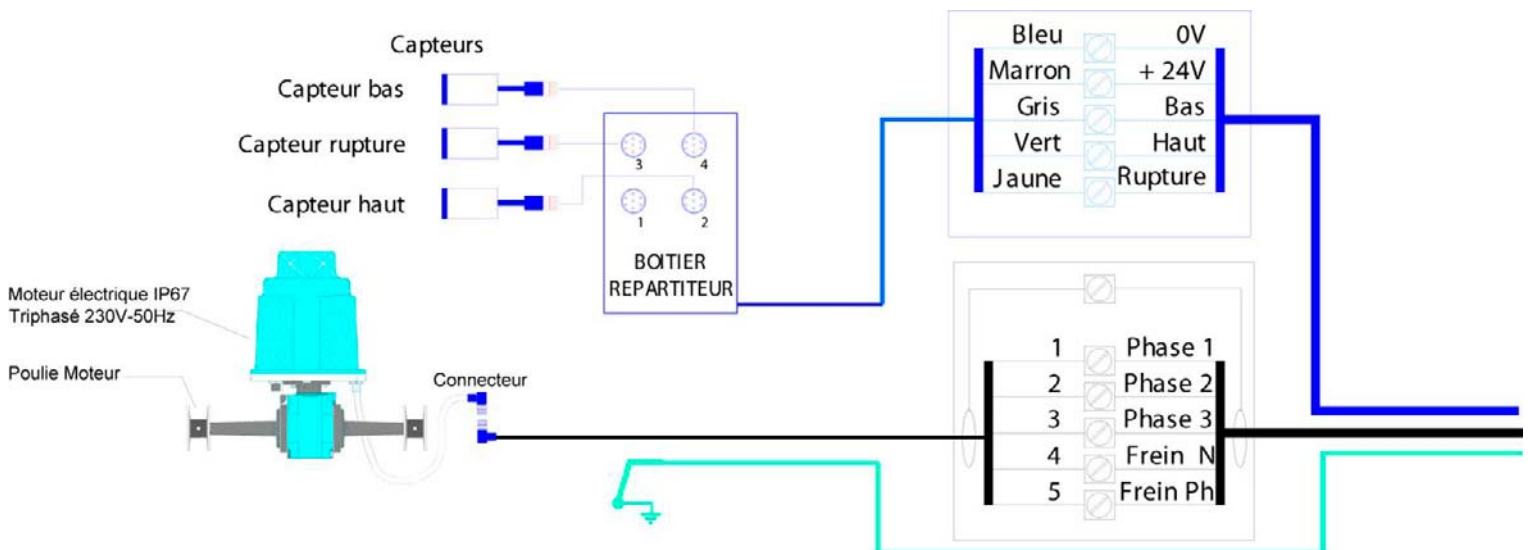 Capteurs
Capteur bas
Capteur rupture
Capteur haut
3
4
1
2
BOITIER
REPARTITEUR
Bleu 0V
Marron + 24V
Gris Bas
Vert Haut
Jaune Rupture
Moteur électrique IP67
Triphasé 230V-50Hz
Poulie Moteur
Connecteur
1 Phase 1
2 Phase 2
3 Phase 3
4 Frein N
5 Frein Ph